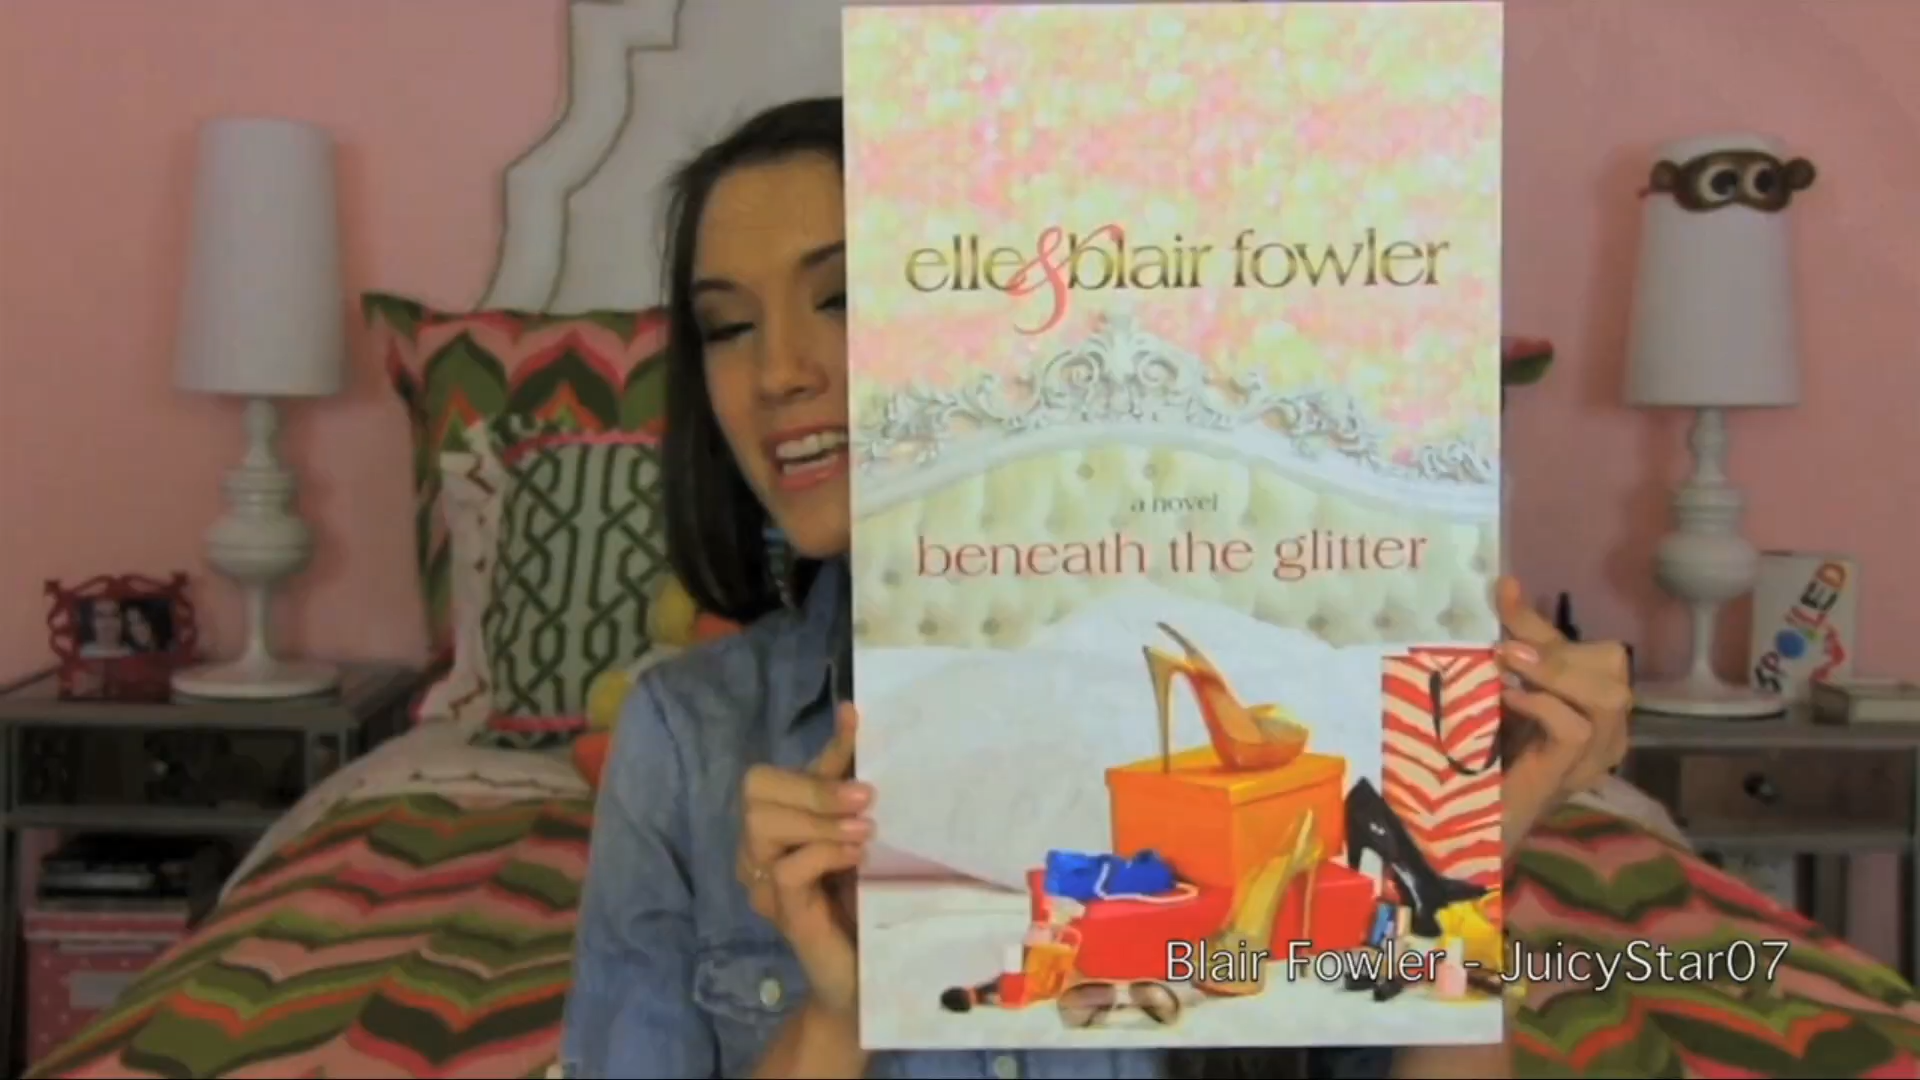 elle & blair fowler
a novel
beneath the glitter
SPOILED
Blair Fowler - JuicyStar07